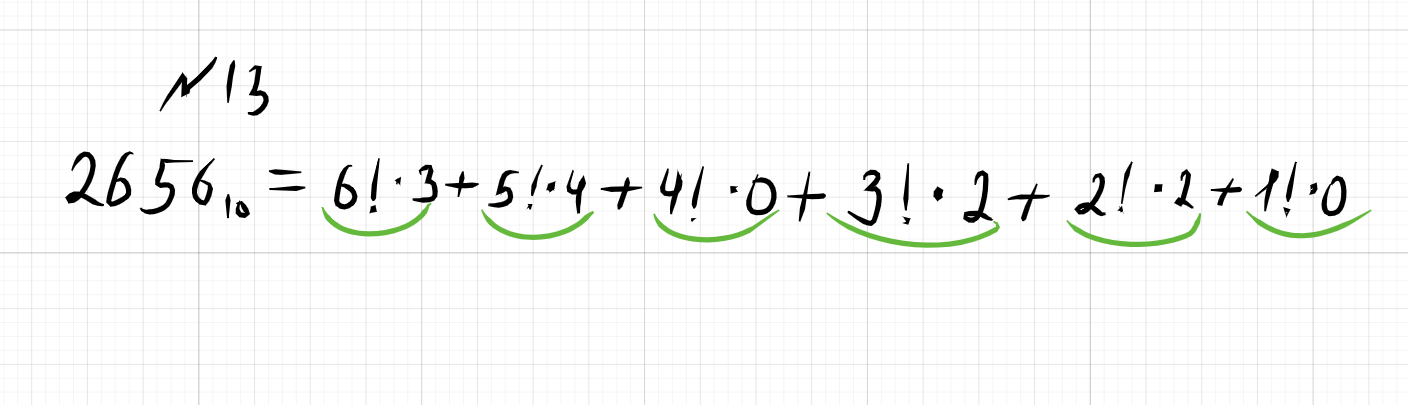 №13
2656₁₀ = 6! · 3 + 5! · 4 + 4! · 0 + 3! · 2 + 2! · 2 + 1! · 0